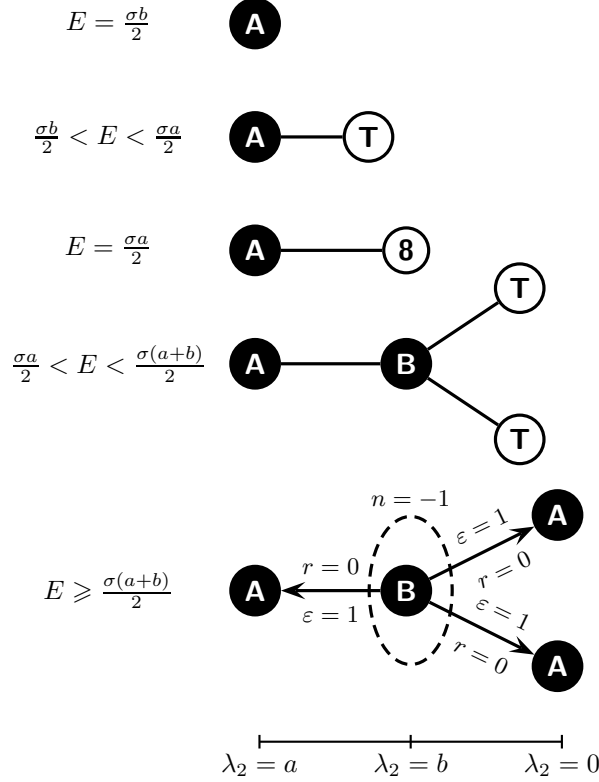 E = σb/2 A
σb/2 < E < σa/2 A T
E = σa/2 A 8
T
σa/2 < E < σ(a+b)/2 A B
T
n = −1
ε = 1 A
r = 0 r = 0
E ⩾ σ(a+b)/2 A B
ε = 1 ε = 1
r = 0 A
λ₂ = a λ₂ = b λ₂ = 0